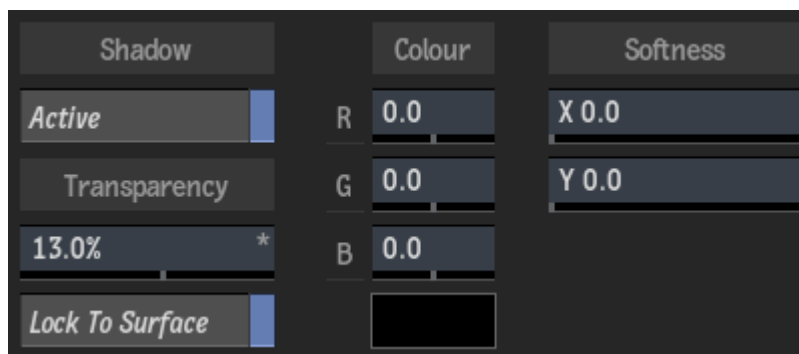 Shadow Colour Softness
Active R 0.0 X 0.0
Transparency G 0.0 Y 0.0
13.0% * B 0.0
Lock To Surface